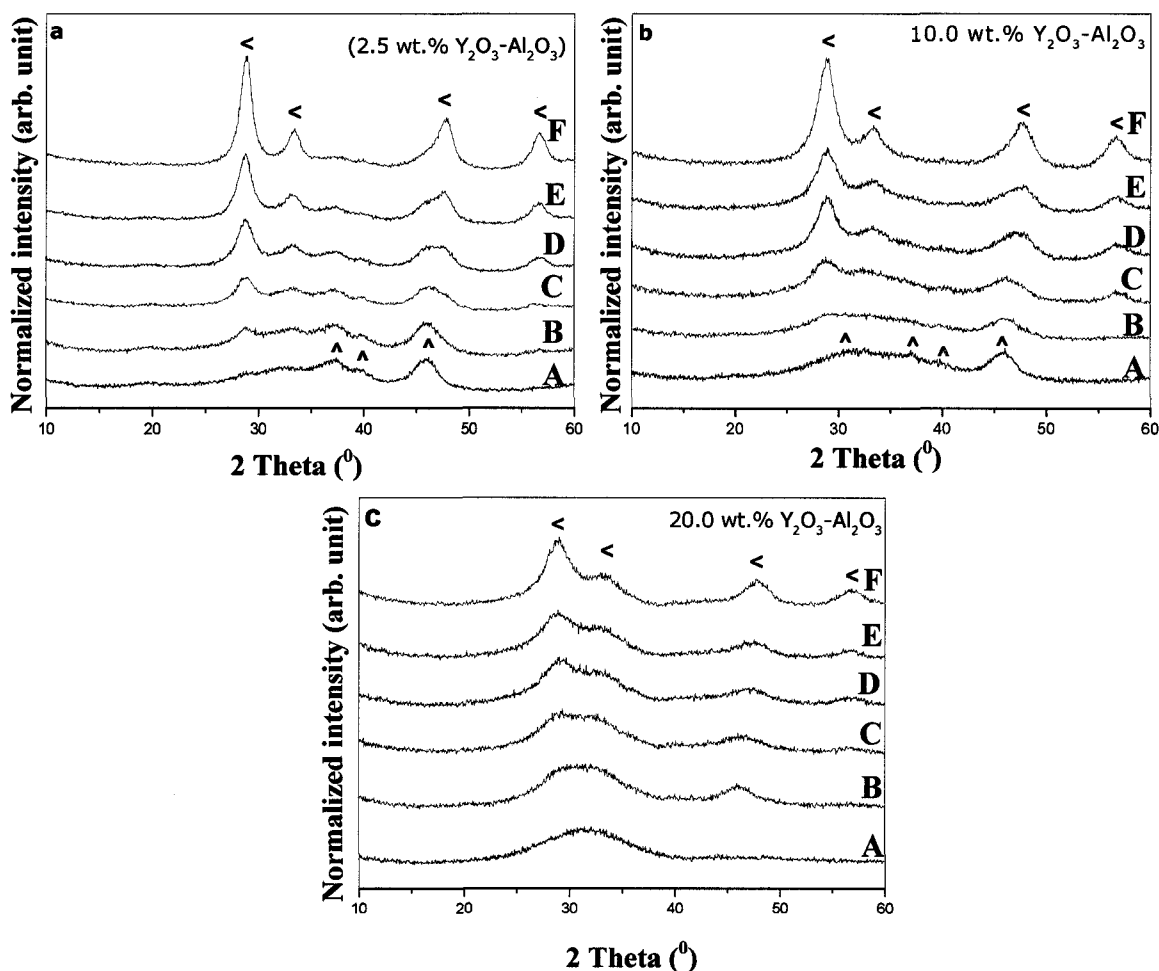 a
(2.5 wt.% Y₂O₃-Al₂O₃)
<
<
<
<
F
E
D
C
B
A
^
^
^
Normalized intensity (arb. unit)
10 20 30 40 50 60
2 Theta (⁰)
b
10.0 wt.% Y₂O₃-Al₂O₃
<
<
<
<
F
E
D
C
B
A
^
^
^
^
Normalized intensity (arb. unit)
10 20 30 40 50 60
2 Theta (⁰)
C
20.0 wt.% Y₂O₃-Al₂O₃
<
<
<
<
F
E
D
C
B
A
Normalized intensity (arb. unit)
10 20 30 40 50 60
2 Theta (⁰)